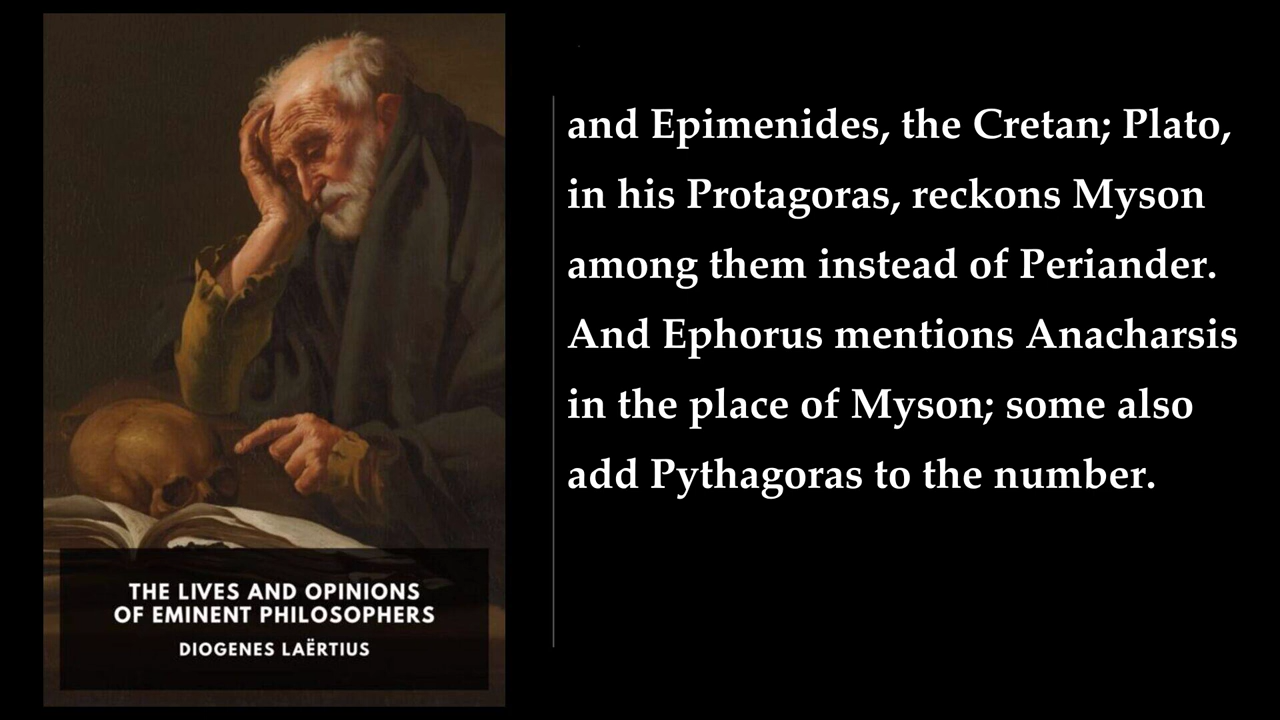 and Epimenides, the Cretan; Plato,
in his Protagoras, reckons Myson
among them instead of Periander.
And Ephorus mentions Anacharsis
in the place of Myson; some also
add Pythagoras to the number.
THE LIVES AND OPINIONS
OF EMINENT PHILOSOPHERS
DIOGENES LAËRTIUS